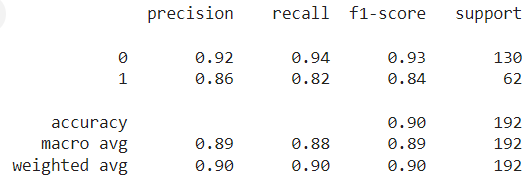 precision recall f1-score support
0 0.92 0.94 0.93 130
1 0.86 0.82 0.84 62
accuracy 0.90 192
macro avg 0.89 0.88 0.89 192
weighted avg 0.90 0.90 0.90 192